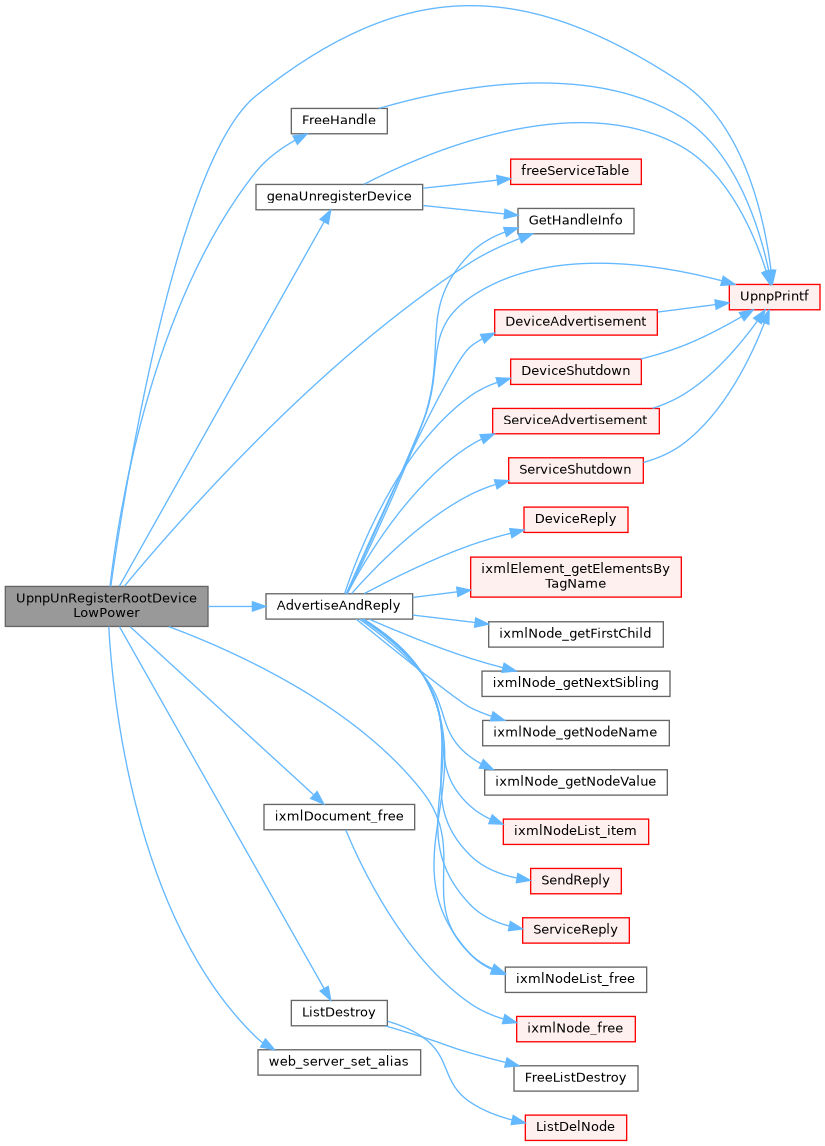 FreeHandle
freeServiceTable
genaUnregisterDevice
GetHandleInfo
UpnpPrintf
DeviceAdvertisement
DeviceShutdown
ServiceAdvertisement
ServiceShutdown
DeviceReply
ixmlElement_getElementsBy
TagName
UpnpUnRegisterRootDevice
LowPower
AdvertiseAndReply
ixmlNode_getFirstChild
ixmlNode_getNextSibling
ixmlNode_getNodeName
ixmlNode_getNodeValue
ixmlDocument_free
ixmlNodeList_item
SendReply
ServiceReply
ixmlNodeList_free
ListDestroy
ixmlNode_free
web_server_set_alias
FreeListDestroy
ListDelNode